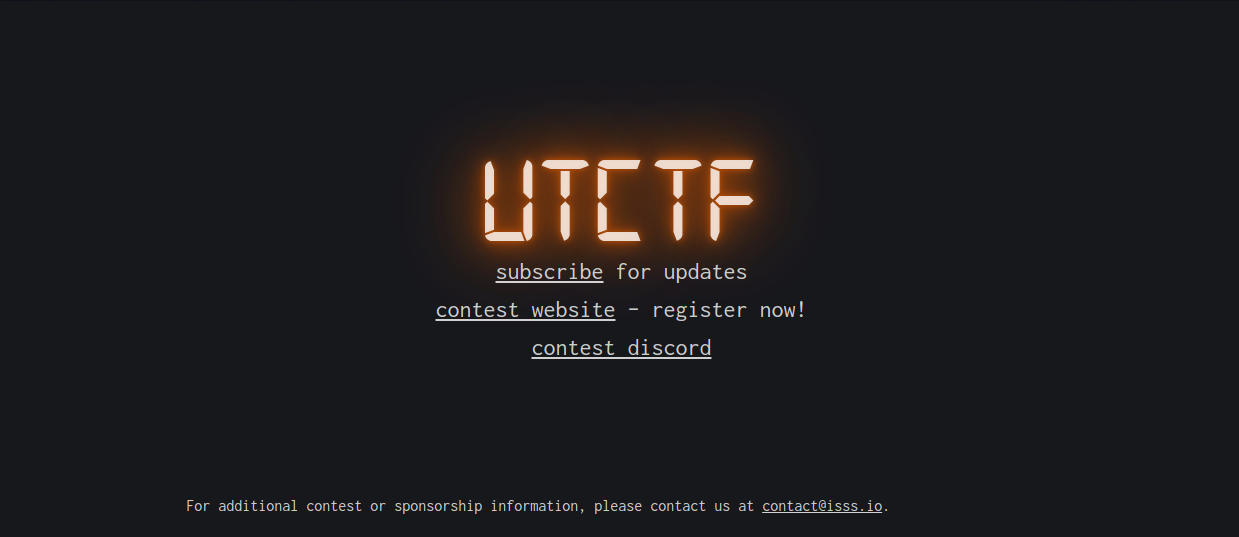 UTCTF
subscribe for updates
contest website - register now!
contest discord
For additional contest or sponsorship information, please contact us at contact@isss.io.